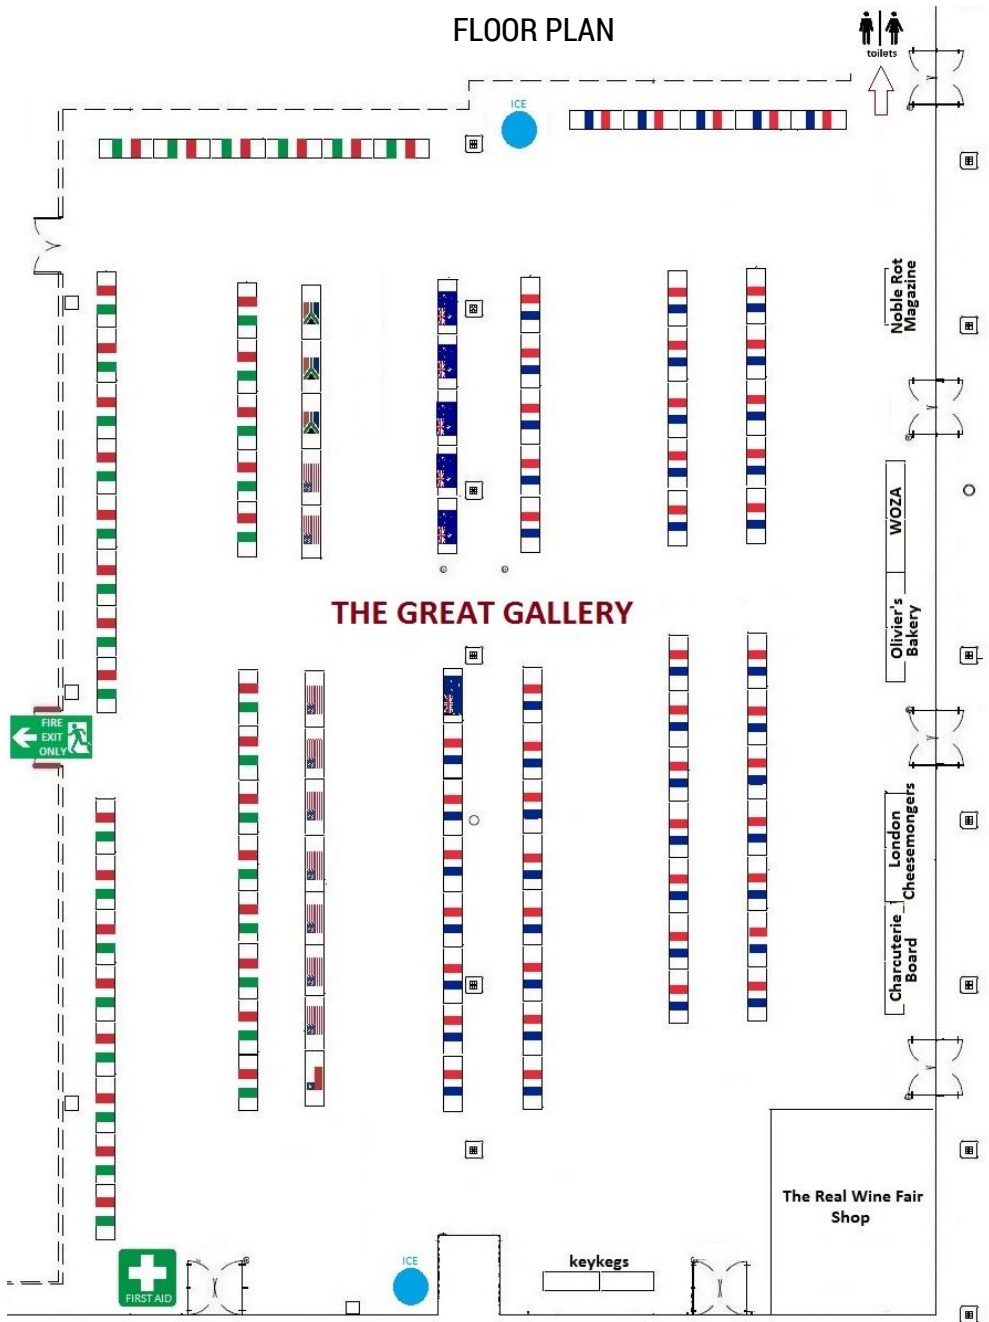 FLOOR PLAN
toilets
ICE
Noble Rot
Magazine
WOZA
THE GREAT GALLERY
Olivier's
Bakery
FIRE
EXIT
ONLY
London
Cheesemongers
Charcuterie
Board
The Real Wine Fair
Shop
ICE
keykegs
FIRST AID